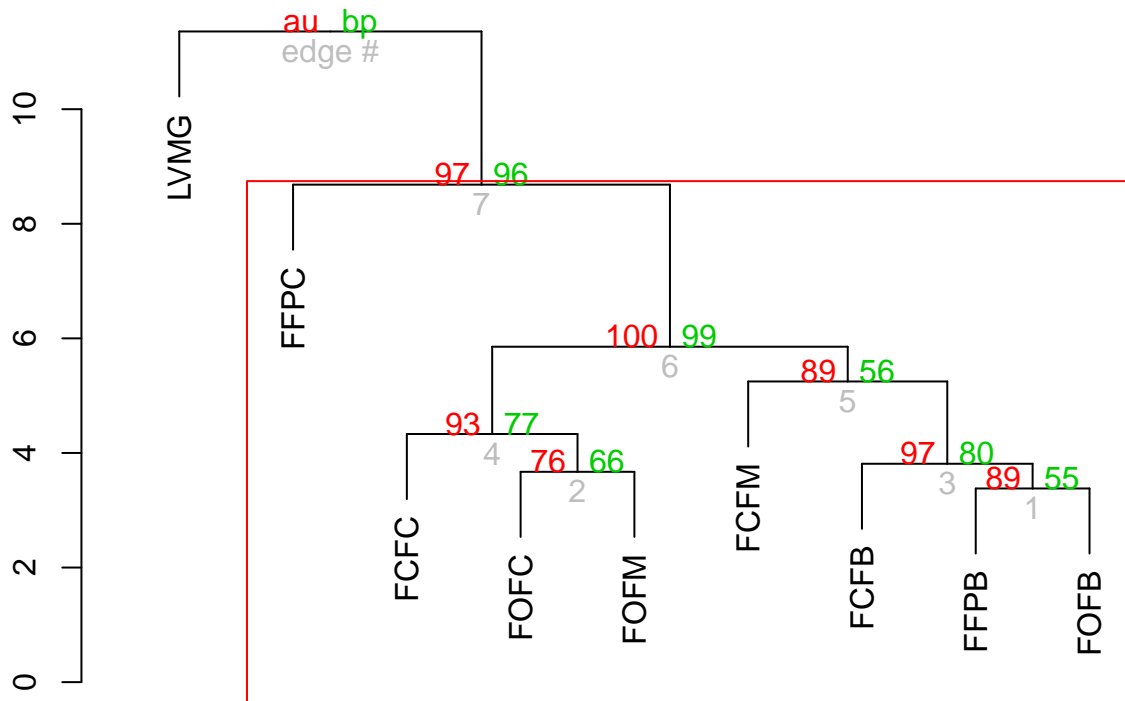 au bp
edge #
10
LVMG
97 96
7
8
FFPC
6
100 99
6
89 56
5
93 77
4
4
76 66
2
97 80
3
89 55
1
FCFC
FOFC
FOFM
FCFM
FCFB
FFPB
FOFB
2
0